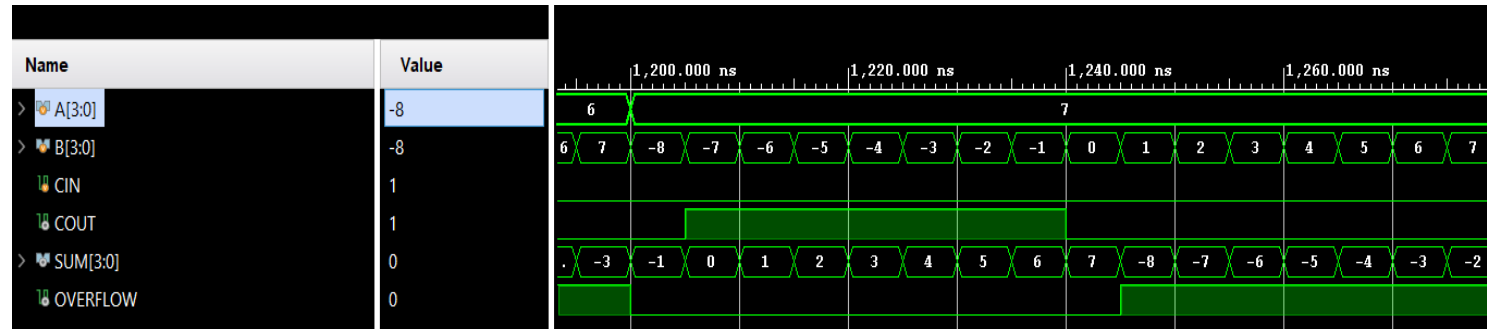 Name Value
1,200.000 ns 1,220.000 ns 1,240.000 ns 1,260.000 ns
A[3:0] -8 6 7
B[3:0] -8 6 7 -8 -7 -6 -5 -4 -3 -2 -1 0 1 2 3 4 5 6 7
CIN 1
COUT 1
SUM[3:0] 0 . -3 -1 0 1 2 3 4 5 6 7 -8 -7 -6 -5 -4 -3 -2
OVERFLOW 0